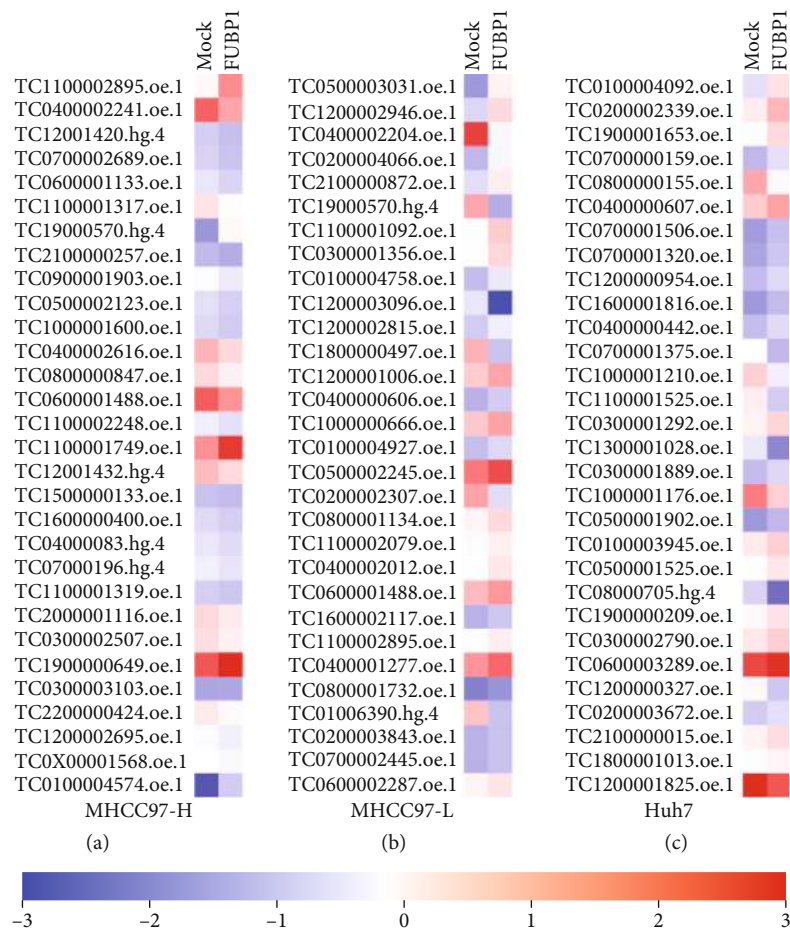 Mock FUBP1
TC1100002895.oe.1
TC0400002241.oe.1
TC12001420.hg.4
TC0700002689.oe.1
TC0600001133.oe.1
TC1100001317.oe.1
TC19000570.hg.4
TC2100000257.oe.1
TC0900001903.oe.1
TC0500002123.oe.1
TC1000001600.oe.1
TC0400002616.oe.1
TC0800000847.oe.1
TC0600001488.oe.1
TC1100002248.oe.1
TC1100001749.oe.1
TC12001432.hg.4
TC1500000133.oe.1
TC1600000400.oe.1
TC04000083.hg.4
TC07000196.hg.4
TC1100001319.oe.1
TC2000001116.oe.1
TC0300002507.oe.1
TC1900000649.oe.1
TC0300003103.oe.1
TC2200000424.oe.1
TC1200002695.oe.1
TC0X00001568.oe.1
TC0100004574.oe.1
MHCC97-H
(a)
Mock FUBP1
TC0500003031.oe.1
TC1200002946.oe.1
TC0400002204.oe.1
TC0200004066.oe.1
TC2100000872.oe.1
TC19000570.hg.4
TC1100001092.oe.1
TC0300001356.oe.1
TC0100004758.oe.1
TC1200003096.oe.1
TC1200002815.oe.1
TC1800000497.oe.1
TC1200001006.oe.1
TC0400000606.oe.1
TC1000000666.oe.1
TC0100004927.oe.1
TC0500002245.oe.1
TC0200002307.oe.1
TC0800001134.oe.1
TC1100002079.oe.1
TC0400002012.oe.1
TC0600001488.oe.1
TC1600002117.oe.1
TC1100002895.oe.1
TC0400001277.oe.1
TC0800001732.oe.1
TC01006390.hg.4
TC0200003843.oe.1
TC0700002445.oe.1
TC0600002287.oe.1
MHCC97-L
(b)
Mock FUBP1
TC0100004092.oe.1
TC0200002339.oe.1
TC1900001653.oe.1
TC0700000159.oe.1
TC0800000155.oe.1
TC0400000607.oe.1
TC0700001506.oe.1
TC0700001320.oe.1
TC1200000954.oe.1
TC1600001816.oe.1
TC0400000442.oe.1
TC0700001375.oe.1
TC1000001210.oe.1
TC1100001525.oe.1
TC0300001292.oe.1
TC1300001028.oe.1
TC0300001889.oe.1
TC1000001176.oe.1
TC0500001902.oe.1
TC0100003945.oe.1
TC0500001525.oe.1
TC08000705.hg.4
TC1900000209.oe.1
TC0300002790.oe.1
TC0600003289.oe.1
TC1200000327.oe.1
TC0200003672.oe.1
TC2100000015.oe.1
TC1800001013.oe.1
TC1200001825.oe.1
Huh7
(c)
−3 −2 −1 0 1 2 3